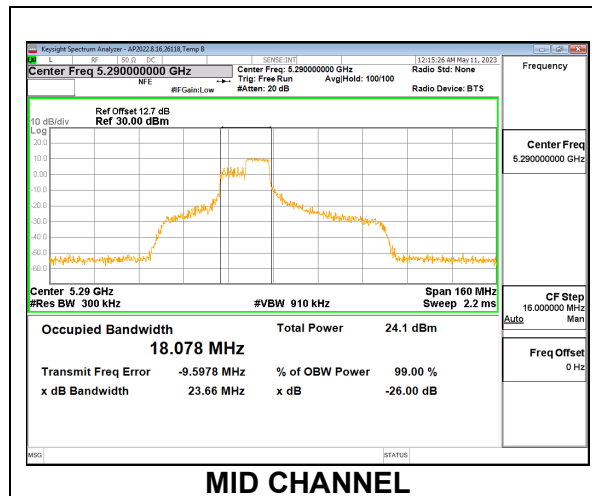 Keysight Spectrum Analyzer - AP2022.8.16,26118,Temp B
L RF 50 Ω DC SENSE:INT 12:15:26 AM May 11, 2023
Center Freq 5.290000000 GHz Center Freq: 5.290000000 GHz Radio Std: None Frequency
NFE Trig: Free Run Avg|Hold: 100/100
#IFGain:Low #Atten: 20 dB Radio Device: BTS
Ref Offset 12.7 dB
10 dB/div Ref 30.00 dBm
Log
20.0
10.0
0.00
-10.0
-20.0
-30.0
-40.0
-50.0
-60.0
Center 5.29 GHz Span 160 MHz
#Res BW 300 kHz #VBW 910 kHz Sweep 2.2 ms
Center Freq
5.290000000 GHz
CF Step
16.000000 MHz
Auto Man
Freq Offset
0 Hz
Occupied Bandwidth Total Power 24.1 dBm
18.078 MHz
Transmit Freq Error -9.5978 MHz % of OBW Power 99.00 %
x dB Bandwidth 23.66 MHz x dB -26.00 dB
MSG STATUS
MID CHANNEL